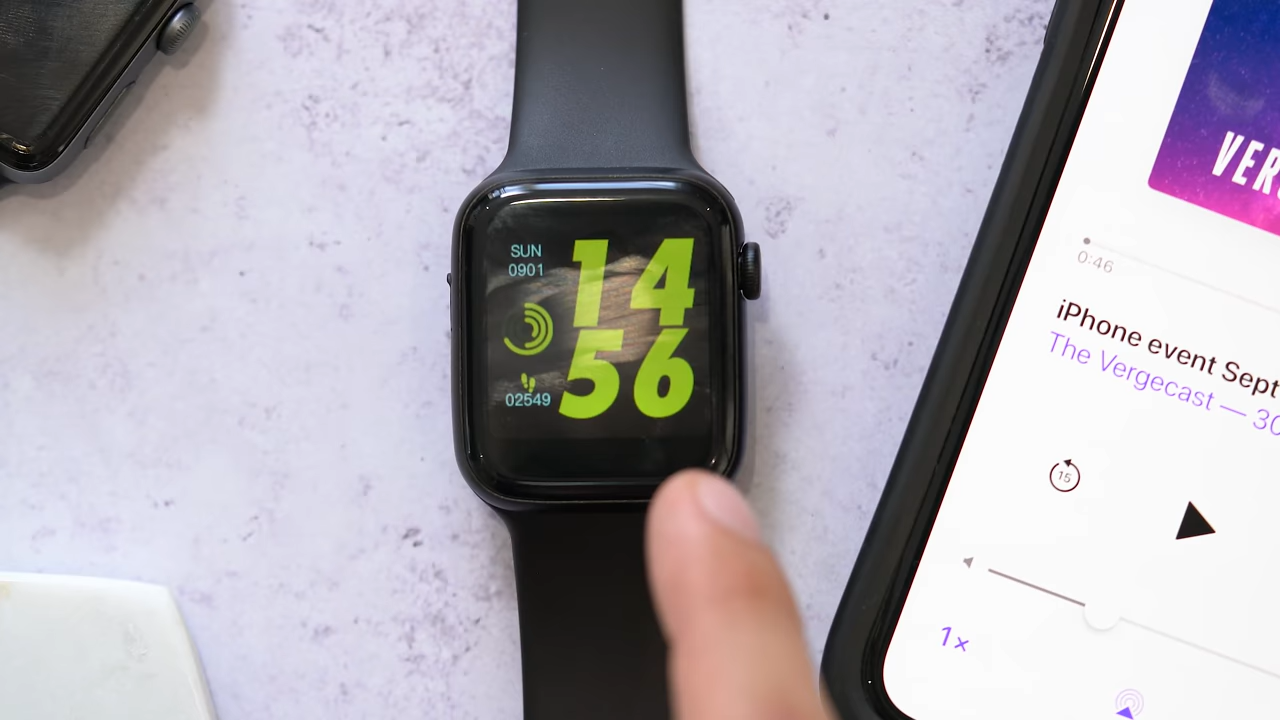 SUN
0901
14
56
02549
VER
0:46
iPhone event Sept
The Vergecast — 30
15
1×